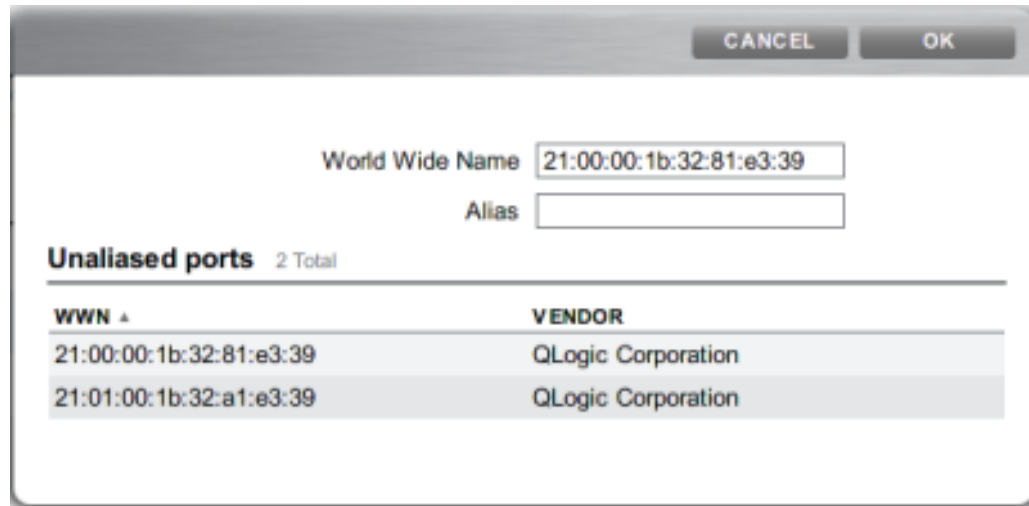 CANCEL OK
World Wide Name 21:00:00:1b:32:81:e3:39
Alias
Unaliased ports 2 Total
WWN ▲ VENDOR
21:00:00:1b:32:81:e3:39 QLogic Corporation
21:01:00:1b:32:a1:e3:39 QLogic Corporation